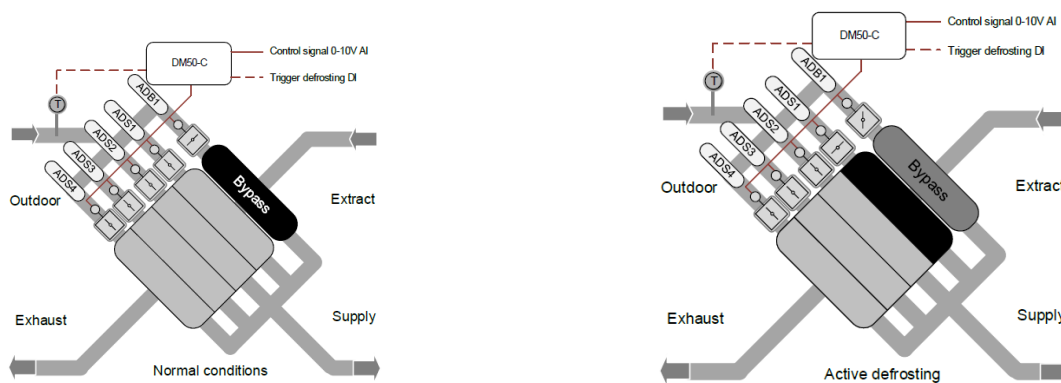 DM50-C
Control signal 0-10V AI
Trigger defrosting DI
T
ADB1
ADS1
ADS2
ADS3
ADS4
Bypass
Outdoor
Extract
Exhaust
Supply
Normal conditions
DM50-C
Control signal 0-10V AI
Trigger defrosting DI
T
ADB1
ADS1
ADS2
ADS3
ADS4
Bypass
Outdoor
Extract
Exhaust
Supply
Active defrosting